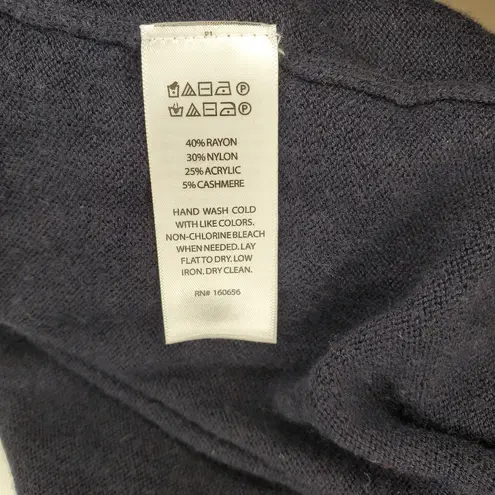 40% RAYON
30% NYLON
25% ACRYLIC
5% CASHMERE
HAND WASH COLD
WITH LIKE COLORS.
NON-CHLORINE BLEACH
WHEN NEEDED. LAY
FLAT TO DRY. LOW
IRON. DRY CLEAN.
RN# 160656